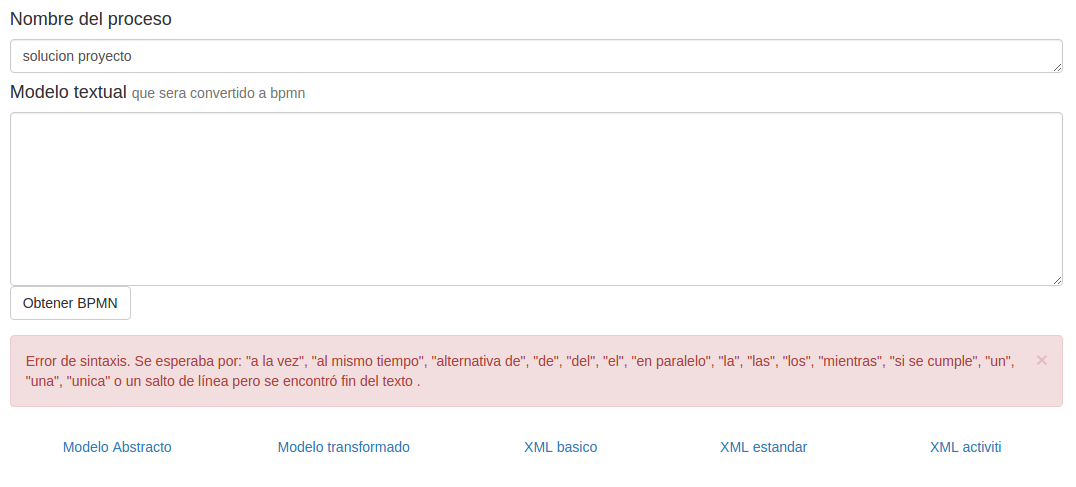 Nombre del proceso
solucion proyecto
Modelo textual que sera convertido a bpmn
Obtener BPMN
Error de sintaxis. Se esperaba por: "a la vez", "al mismo tiempo", "alternativa de", "de", "del", "el", "en paralelo", "la", "las", "los", "mientras", "si se cumple", "un", ×
"una", "unica" o un salto de línea pero se encontró fin del texto .
Modelo Abstracto Modelo transformado XML basico XML estandar XML activiti